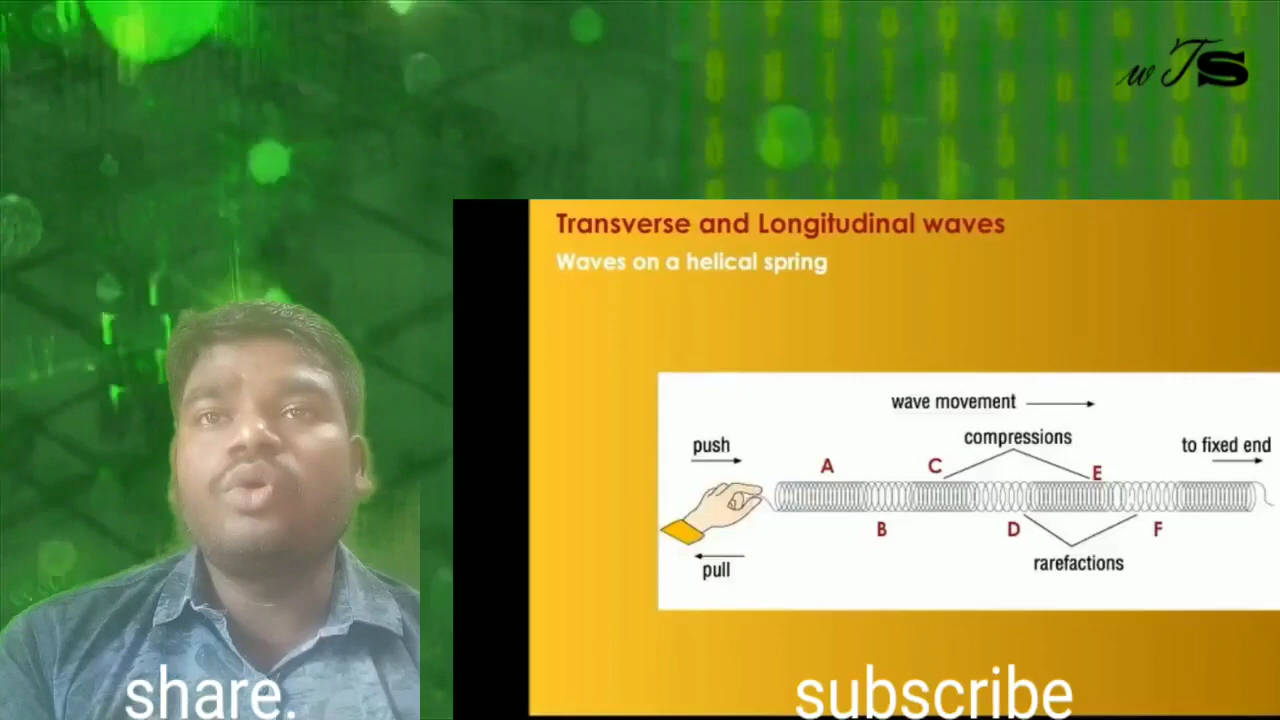 wTS
Transverse and Longitudinal waves
Waves on a helical spring
wave movement
compressions
push
to fixed end
A
C
E
B
D
F
pull
rarefactions
share.
subscribe